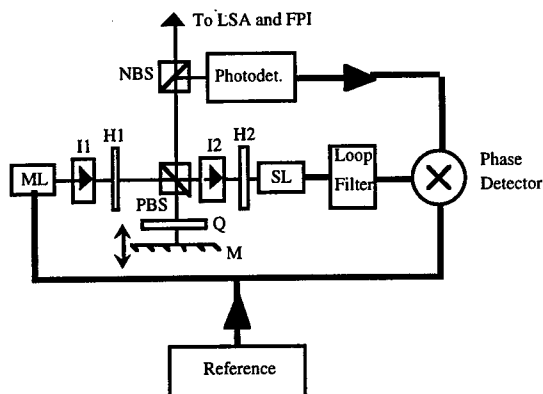 To LSA and FPI
NBS
Photodet.
I1
H1
I2
H2
ML
PBS
SL
Loop
Filter
Phase
Detector
Q
M
Reference